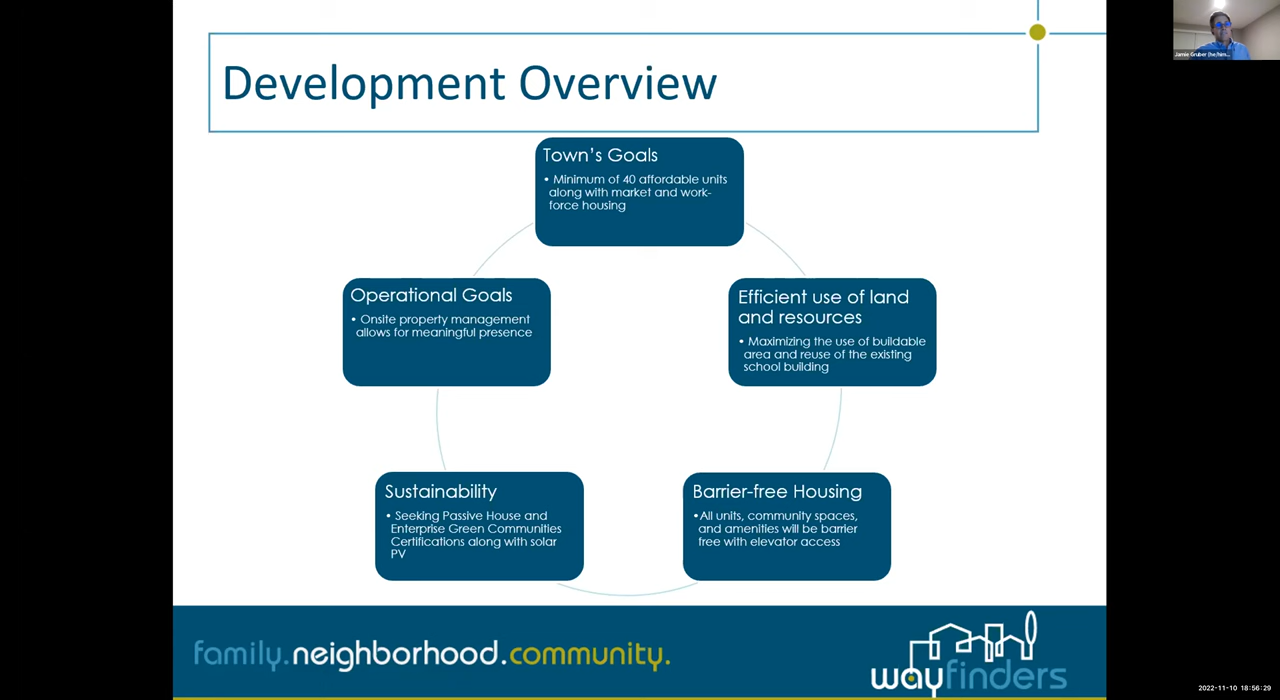 Development Overview
Town's Goals
• Minimum of 40 affordable units
along with market and work-
force housing
Operational Goals
• Onsite property management
allows for meaningful presence
Efficient use of land
and resources
• Maximizing the use of buildable
area and reuse of the existing
school building
Sustainability
• Seeking Passive House and
Enterprise Green Communities
Certifications along with solar
PV
Barrier-free Housing
•All units, community spaces,
and amenities will be barrier
free with elevator access
family.neighborhood.community.
wayfinders
Jamie Gruber (he/him...
2022-11-10 18:56:29